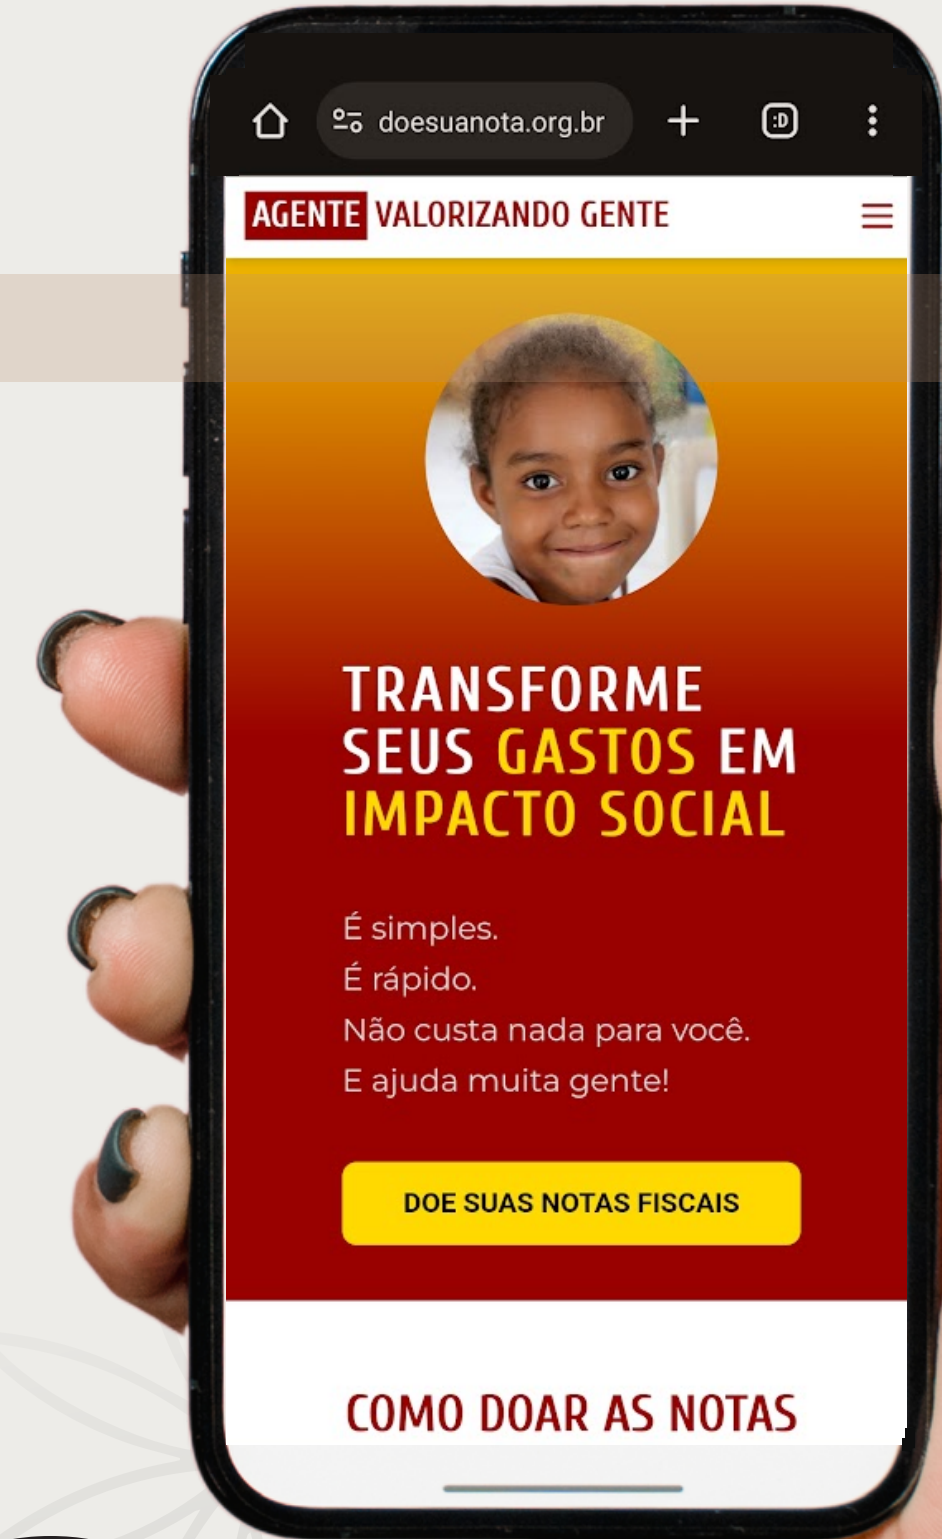 doesuanota.org.br
:D
AGENTE VALORIZANDO GENTE
TRANSFORME
SEUS GASTOS EM
IMPACTO SOCIAL
É simples.
É rápido.
Não custa nada para você.
E ajuda muita gente!
DOE SUAS NOTAS FISCAIS
COMO DOAR AS NOTAS